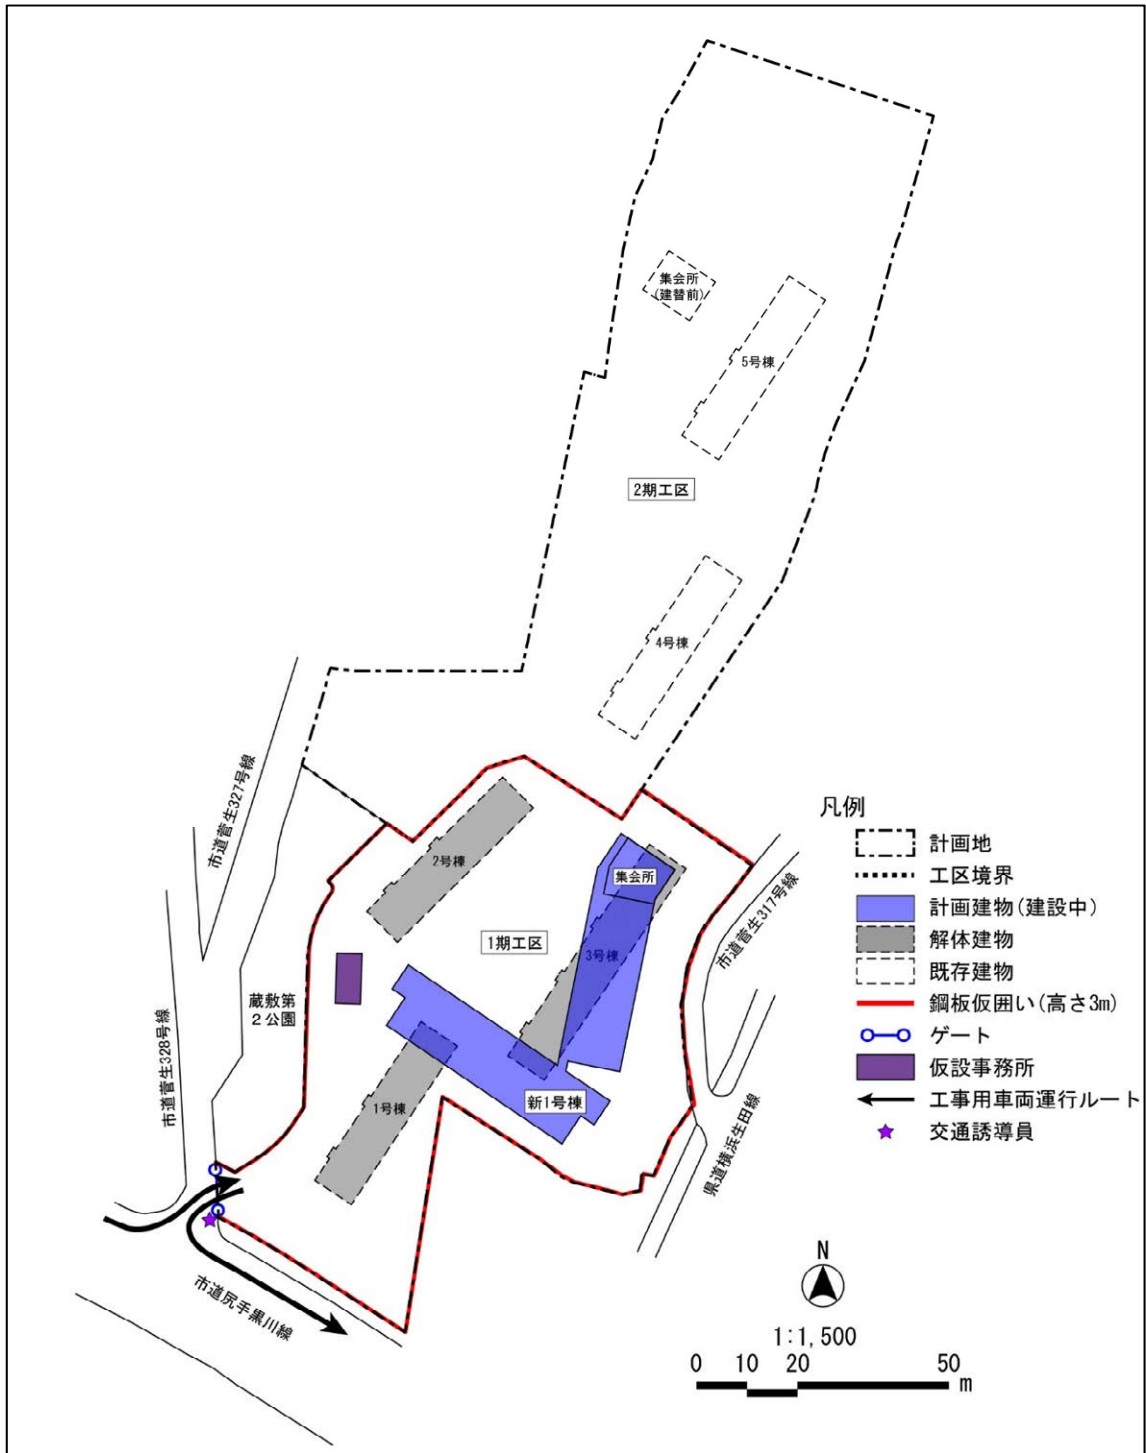 集会所
(建替前)
5号棟
2期工区
4号棟
市道菅生327号線
2号棟
集会所
1期工区
3号棟
市道菅生317号線
蔵敷第
2公園
市道菅生328号線
1号棟
新1号棟
県道横浜生田線
市道尻手黒川線
凡例
計画地
工区境界
計画建物(建設中)
解体建物
既存建物
鋼板仮囲い(高さ3m)
ゲート
仮設事務所
工事用車両運行ルート
交通誘導員
N
1:1,500
0 10 20 50
m